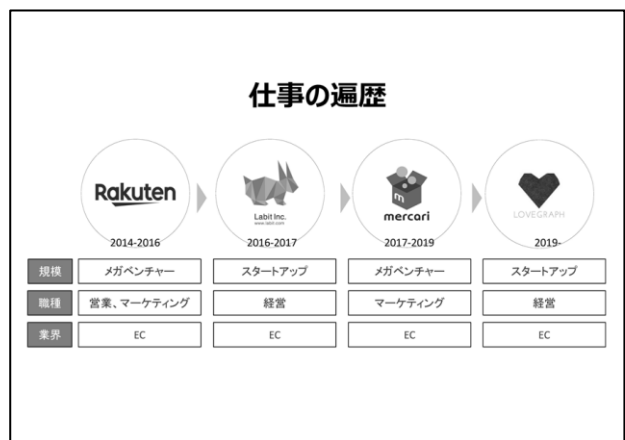 仕事の遍歴
Rakuten
Labit Inc.
www.labit.com
m
mercari
LOVEGRAPH
2014-2016
2016-2017
2017-2019
2019-
規模 メガベンチャー スタートアップ メガベンチャー スタートアップ
職種 営業、マーケティング 経営 マーケティング 経営
業界 EC EC EC EC